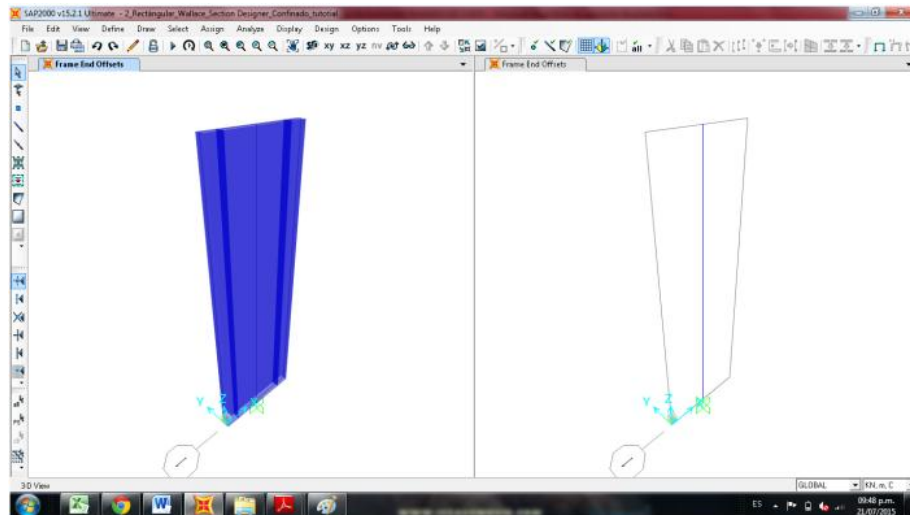 SAP2000 v15.2.1 Ultimate - 2_Rectángular_Wallace_Section Designer_Confinado_tutorial
File Edit View Define Draw Select Assign Analyze Display Design Options Tools Help
xy xz yz nv all
Frame End Offsets
Frame End Offsets
Y Z
3-D View
GLOBAL KN, m, C
ES 09:48 p.m.
21/07/2015